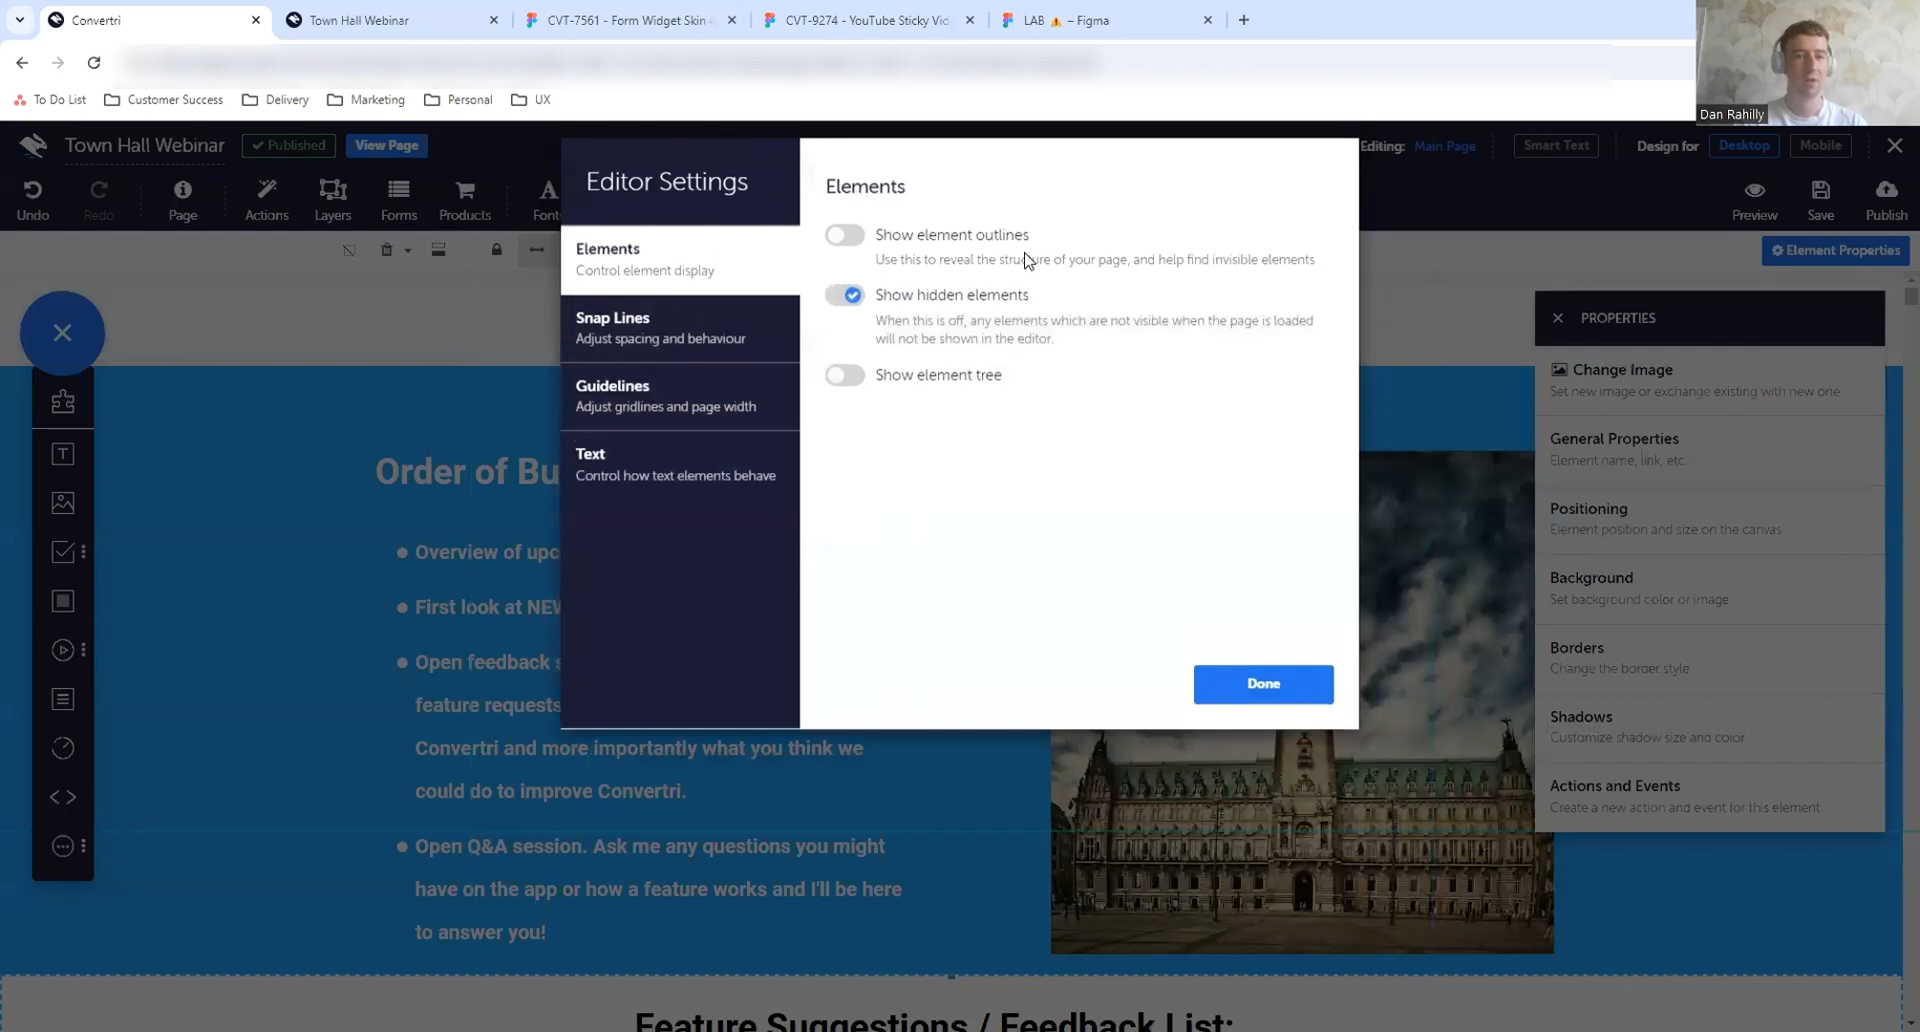 Convertri
Town Hall Webinar
CVT-7561 - Form Widget Skin
CVT-9274 - YouTube Sticky Vid
LAB ⚠ – Figma
To Do List
Customer Success
Delivery
Marketing
Personal
UX
Dan Rahilly
Town Hall Webinar
✓ Published
View Page
Editing: Main Page
Smart Text
Design for
Desktop
Mobile
Undo
Redo
Page
Actions
Layers
Forms
Products
Font
Preview
Save
Publish
Element Properties
Editor Settings
Elements
Control element display
Snap Lines
Adjust spacing and behaviour
Guidelines
Adjust gridlines and page width
Text
Control how text elements behave
Elements
Show element outlines
Use this to reveal the structure of your page, and help find invisible elements
Show hidden elements
When this is off, any elements which are not visible when the page is loaded
will not be shown in the editor.
Show element tree
Done
PROPERTIES
Change Image
Set new image or exchange existing with new one
General Properties
Element name, link, etc.
Positioning
Element position and size on the canvas
Background
Set background color or image
Borders
Change the border style
Shadows
Customize shadow size and color
Actions and Events
Create a new action and event for this element
Order of Bu
Overview of upc
First look at NEW
Open feedback s
feature requests
Convertri and more importantly what you think we
could do to improve Convertri.
Open Q&A session. Ask me any questions you might
have on the app or how a feature works and I'll be here
to answer you!
Feature Suggestions / Feedback List: